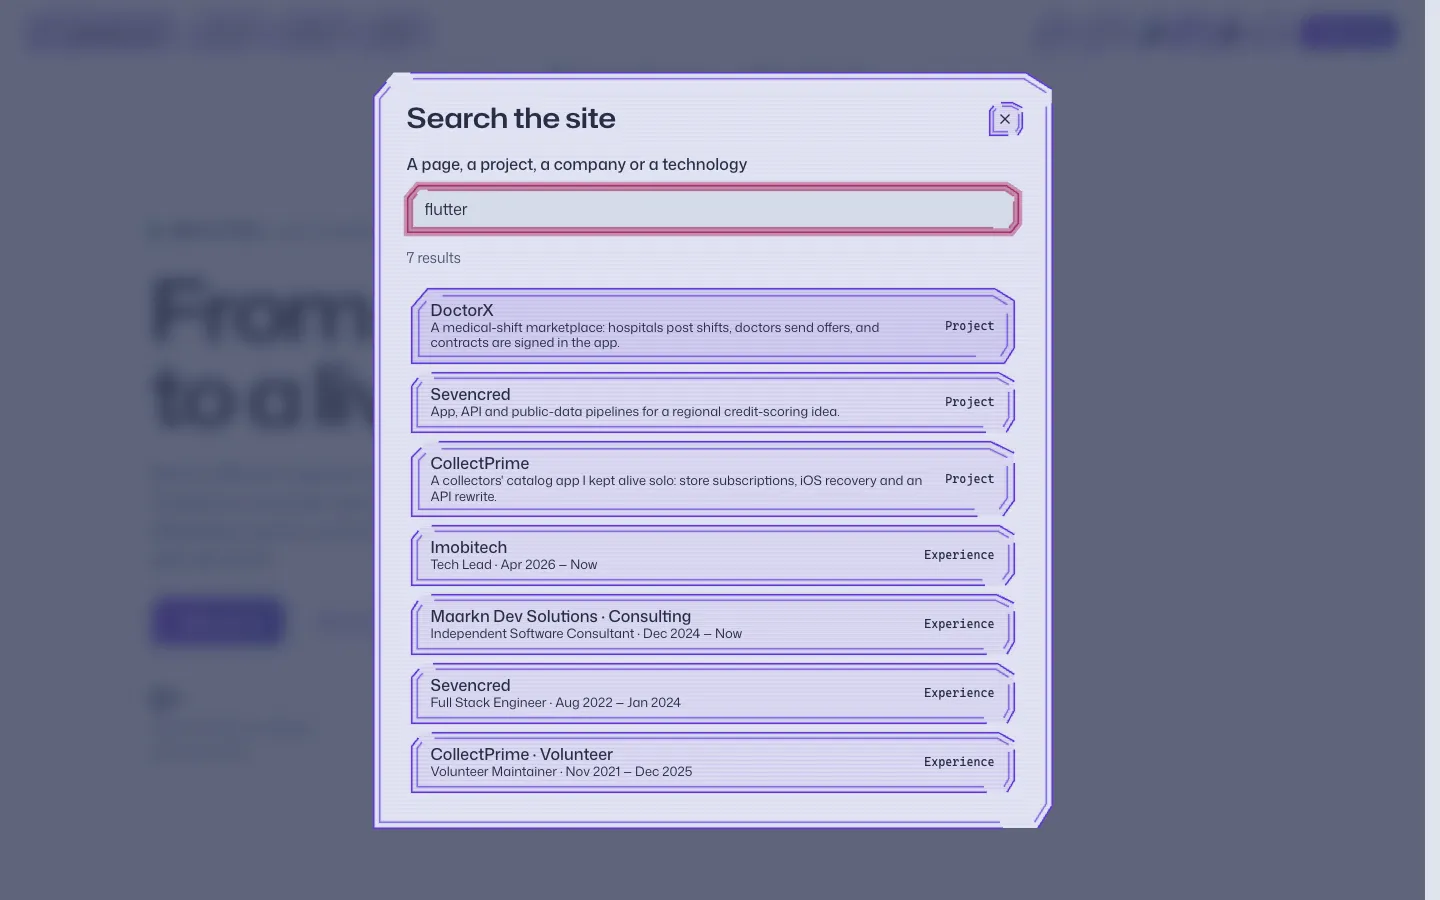 Search the site
A page, a project, a company or a technology
flutter
7 results
DoctorX
A medical-shift marketplace: hospitals post shifts, doctors send offers, and
contracts are signed in the app.
Project
Sevencred
App, API and public-data pipelines for a regional credit-scoring idea.
Project
CollectPrime
A collectors' catalog app I kept alive solo: store subscriptions, iOS recovery and an
API rewrite.
Project
Imobitech
Tech Lead · Apr 2026 — Now
Experience
Maarkn Dev Solutions · Consulting
Independent Software Consultant · Dec 2024 — Now
Experience
Sevencred
Full Stack Engineer · Aug 2022 — Jan 2024
Experience
CollectPrime · Volunteer
Volunteer Maintainer · Nov 2021 — Dec 2025
Experience
From
to a